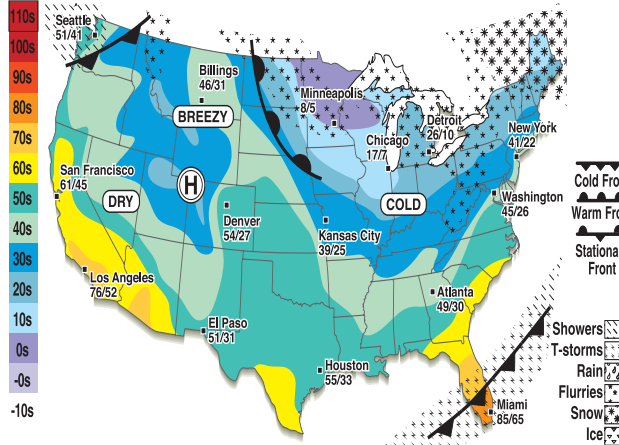 110s
100s
90s
80s
70s
60s
50s
40s
30s
20s
10s
0s
-0s
-10s
Seattle
51/41
Billings
46/31
BREEZY
Minneapolis
8/5
Detroit
26/10
Chicago
17/7
New York
41/22
San Francisco
61/45
DRY
H
COLD
Washington
45/26
Denver
54/27
Kansas City
39/25
Los Angeles
76/52
El Paso
51/31
Atlanta
49/30
Houston
55/33
Miami
85/65
Cold Fro
Warm Fro
Stationa
Front
Showers
T-storms
Rain
Flurries
Snow
Ice